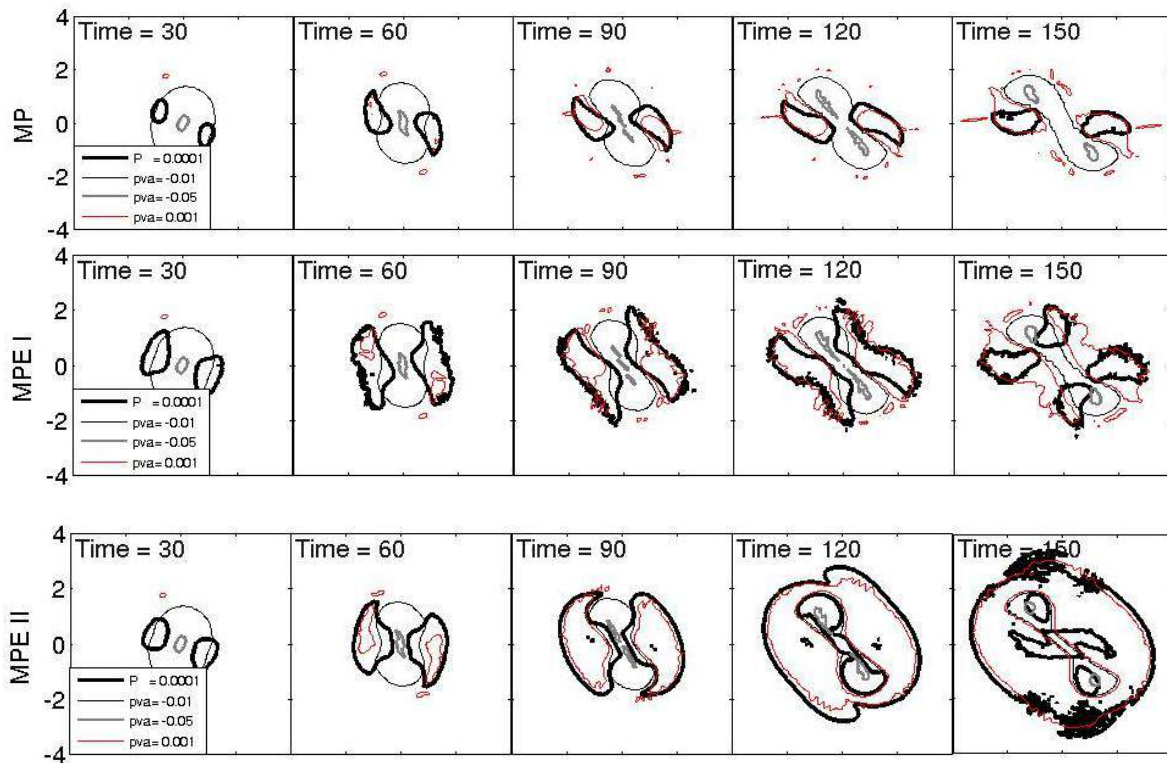 4
2
0
-2
-4
MP
Time = 30
Time = 60
Time = 90
Time = 120
Time = 150
P = 0.0001
pva= -0.01
pva= -0.05
pva= 0.001
4
2
0
-2
-4
MPE I
Time = 30
Time = 60
Time = 90
Time = 120
Time = 150
P = 0.0001
pva= -0.01
pva= -0.05
pva= 0.001
4
2
0
-2
-4
MPE II
Time = 30
Time = 60
Time = 90
Time = 120
Time = 150
P = 0.0001
pva= -0.01
pva= -0.05
pva= 0.001